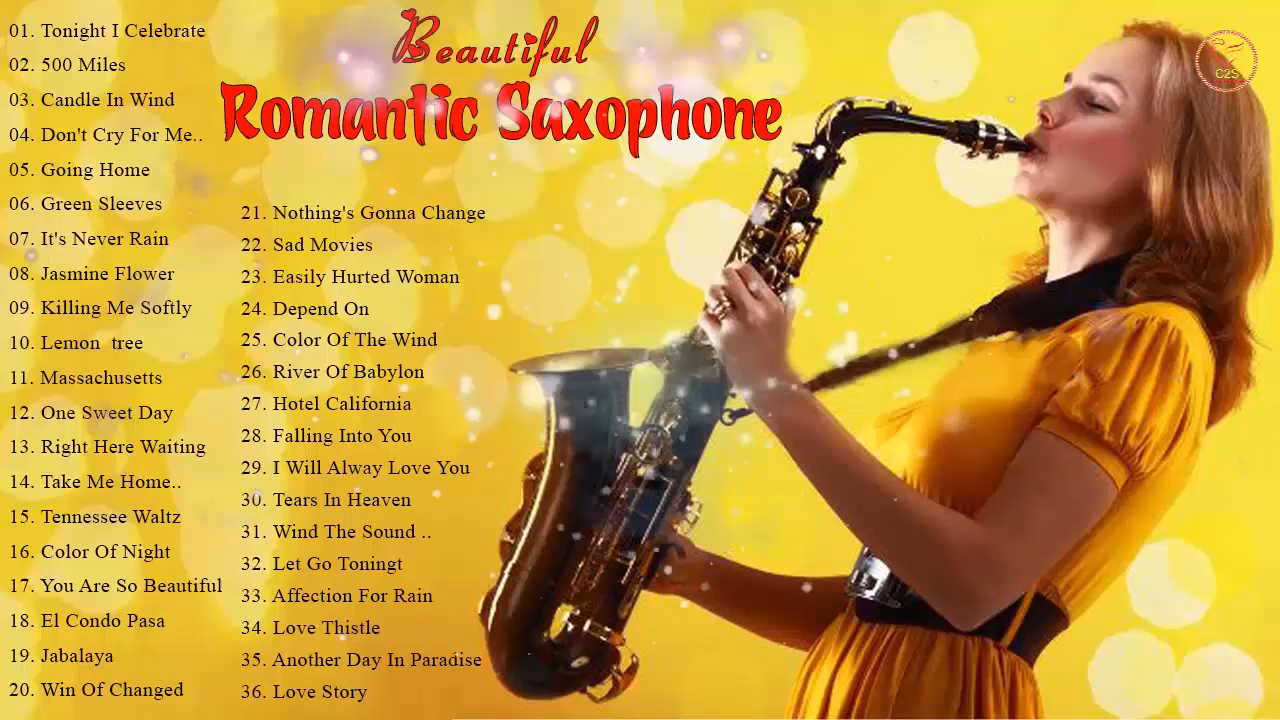 Beautiful
Romantic Saxophone
01. Tonight I Celebrate
02. 500 Miles
03. Candle In Wind
04. Don't Cry For Me..
05. Going Home
06. Green Sleeves
07. It's Never Rain
08. Jasmine Flower
09. Killing Me Softly
10. Lemon  tree
11. Massachusetts
12. One Sweet Day
13. Right Here Waiting
14. Take Me Home..
15. Tennessee Waltz
16. Color Of Night
17. You Are So Beautiful
18. El Condo Pasa
19. Jabalaya
20. Win Of Changed
21. Nothing's Gonna Change
22. Sad Movies
23. Easily Hurted Woman
24. Depend On
25. Color Of The Wind
26. River Of Babylon
27. Hotel California
28. Falling Into You
29. I Will Alway Love You
30. Tears In Heaven
31. Wind The Sound ..
32. Let Go Toningt
33. Affection For Rain
34. Love Thistle
35. Another Day In Paradise
36. Love Story
C2S